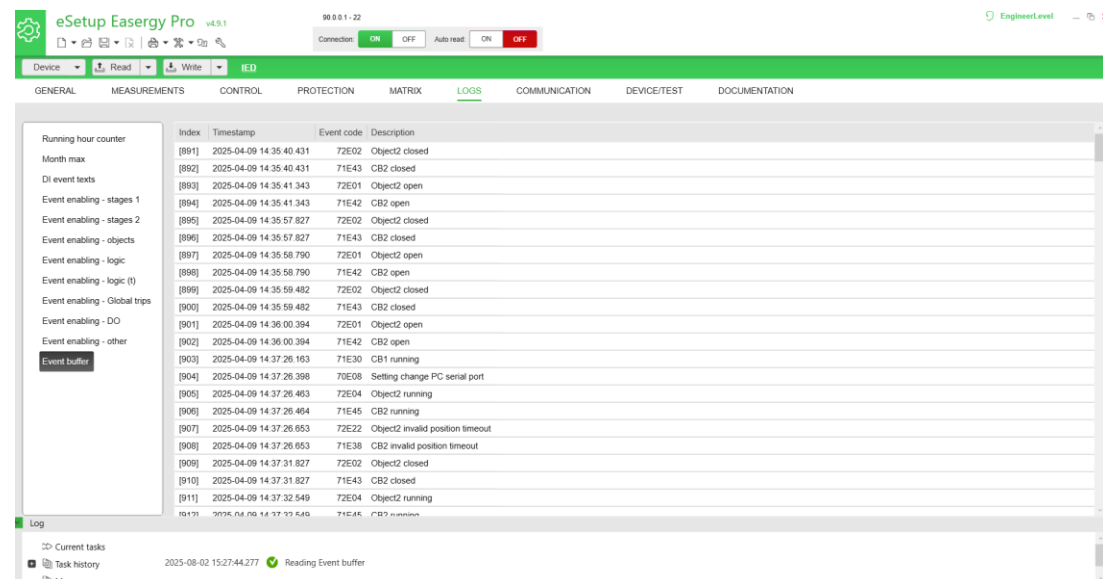 eSetup Easergy Pro v4.9.1
90.0.0.1 - 22
EngineerLevel
Connection: ON OFF Auto read: ON OFF
Device Read Write IED
GENERAL MEASUREMENTS CONTROL PROTECTION MATRIX LOGS COMMUNICATION DEVICE/TEST DOCUMENTATION
Running hour counter
Month max
DI event texts
Event enabling - stages 1
Event enabling - stages 2
Event enabling - objects
Event enabling - logic
Event enabling - logic (t)
Event enabling - Global trips
Event enabling - DO
Event enabling - other
Event buffer
Index Timestamp Event code Description
[891] 2025-04-09 14:35:40.431 72E02 Object2 closed
[892] 2025-04-09 14:35:40.431 71E43 CB2 closed
[893] 2025-04-09 14:35:41.343 72E01 Object2 open
[894] 2025-04-09 14:35:41.343 71E42 CB2 open
[895] 2025-04-09 14:35:57.827 72E02 Object2 closed
[896] 2025-04-09 14:35:57.827 71E43 CB2 closed
[897] 2025-04-09 14:35:58.790 72E01 Object2 open
[898] 2025-04-09 14:35:58.790 71E42 CB2 open
[899] 2025-04-09 14:35:59.482 72E02 Object2 closed
[900] 2025-04-09 14:35:59.482 71E43 CB2 closed
[901] 2025-04-09 14:36:00.394 72E01 Object2 open
[902] 2025-04-09 14:36:00.394 71E42 CB2 open
[903] 2025-04-09 14:37:26.163 71E30 CB1 running
[904] 2025-04-09 14:37:26.398 70E08 Setting change PC serial port
[905] 2025-04-09 14:37:26.463 72E04 Object2 running
[906] 2025-04-09 14:37:26.464 71E45 CB2 running
[907] 2025-04-09 14:37:26.653 72E22 Object2 invalid position timeout
[908] 2025-04-09 14:37:26.653 71E38 CB2 invalid position timeout
[909] 2025-04-09 14:37:31.827 72E02 Object2 closed
[910] 2025-04-09 14:37:31.827 71E43 CB2 closed
[911] 2025-04-09 14:37:32.549 72E04 Object2 running
[912] 2025-04-09 14:37:32.549 71E45 CB2 running
Log
Current tasks
Task history
2025-08-02 15:27:44.277 Reading Event buffer